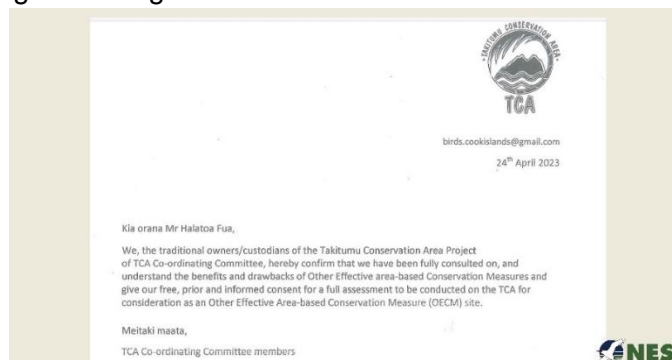 TAKITUMU CONSERVATION AREA
TCA
birds.cookislands@gmail.com
24th April 2023
Kia orana Mr Halatoa Fua,
We, the traditional owners/custodians of the Takitumu Conservation Area Project
of TCA Co-ordinating Committee, hereby confirm that we have been fully consulted on, and
understand the benefits and drawbacks of Other Effective area-based Conservation Measures and
give our free, prior and informed consent for a full assessment to be conducted on the TCA for
consideration as an Other Effective Area-based Conservation Measure (OECM) site.
Meitaki maata,
TCA Co-ordinating Committee members
NES